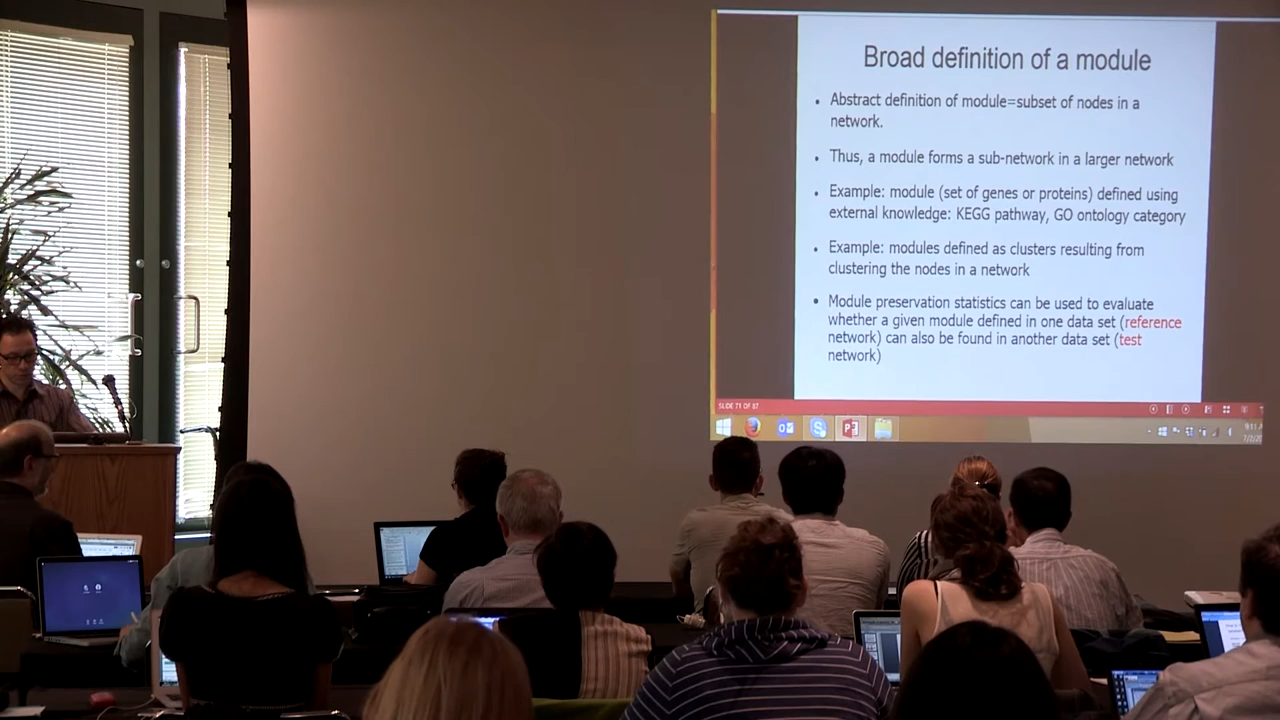 Broad definition of a module
• Abstract definition of module=subset of nodes in a
network.
• Thus, a module forms a sub-network in a larger network
• Example: module (set of genes or proteins) defined using
external knowledge: KEGG pathway, GO ontology category
• Example: modules defined as clusters resulting from
clustering the nodes in a network
• Module preservation statistics can be used to evaluate
whether a given module defined in one data set (reference
network) can also be found in another data set (test
network)
SLIDE 71 OF 87